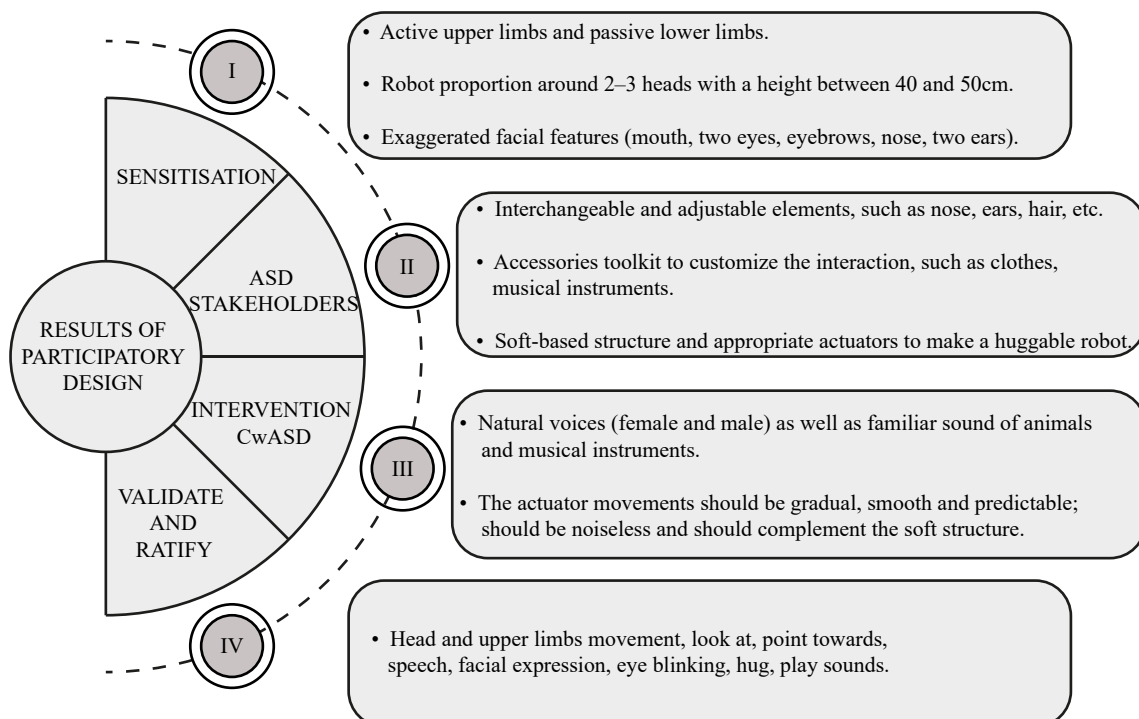 RESULTS OF
PARTICIPATORY
DESIGN
SENSITISATION
ASD
STAKEHOLDERS
INTERVENTION
CwASD
VALIDATE
AND
RATIFY
I
• Active upper limbs and passive lower limbs.
• Robot proportion around 2–3 heads with a height between 40 and 50cm.
• Exaggerated facial features (mouth, two eyes, eyebrows, nose, two ears).
II
• Interchangeable and adjustable elements, such as nose, ears, hair, etc.
• Accessories toolkit to customize the interaction, such as clothes,
musical instruments.
• Soft-based structure and appropriate actuators to make a huggable robot.
III
• Natural voices (female and male) as well as familiar sound of animals
and musical instruments.
• The actuator movements should be gradual, smooth and predictable;
should be noiseless and should complement the soft structure.
IV
• Head and upper limbs movement, look at, point towards,
speech, facial expression, eye blinking, hug, play sounds.